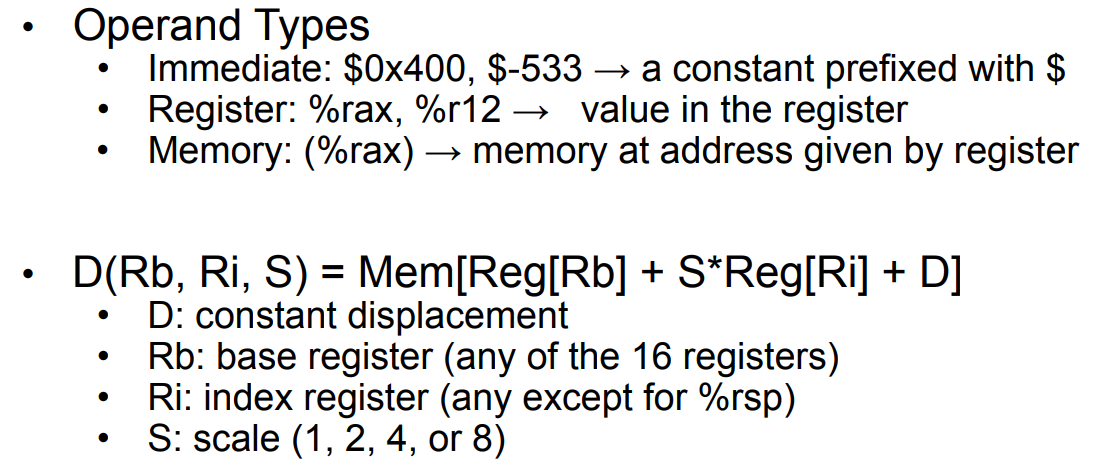 • Operand Types
• Immediate: $0x400, $-533 → a constant prefixed with $
• Register: %rax, %r12 → value in the register
• Memory: (%rax) → memory at address given by register
• D(Rb, Ri, S) = Mem[Reg[Rb] + S*Reg[Ri] + D]
• D: constant displacement
• Rb: base register (any of the 16 registers)
• Ri: index register (any except for %rsp)
• S: scale (1, 2, 4, or 8)